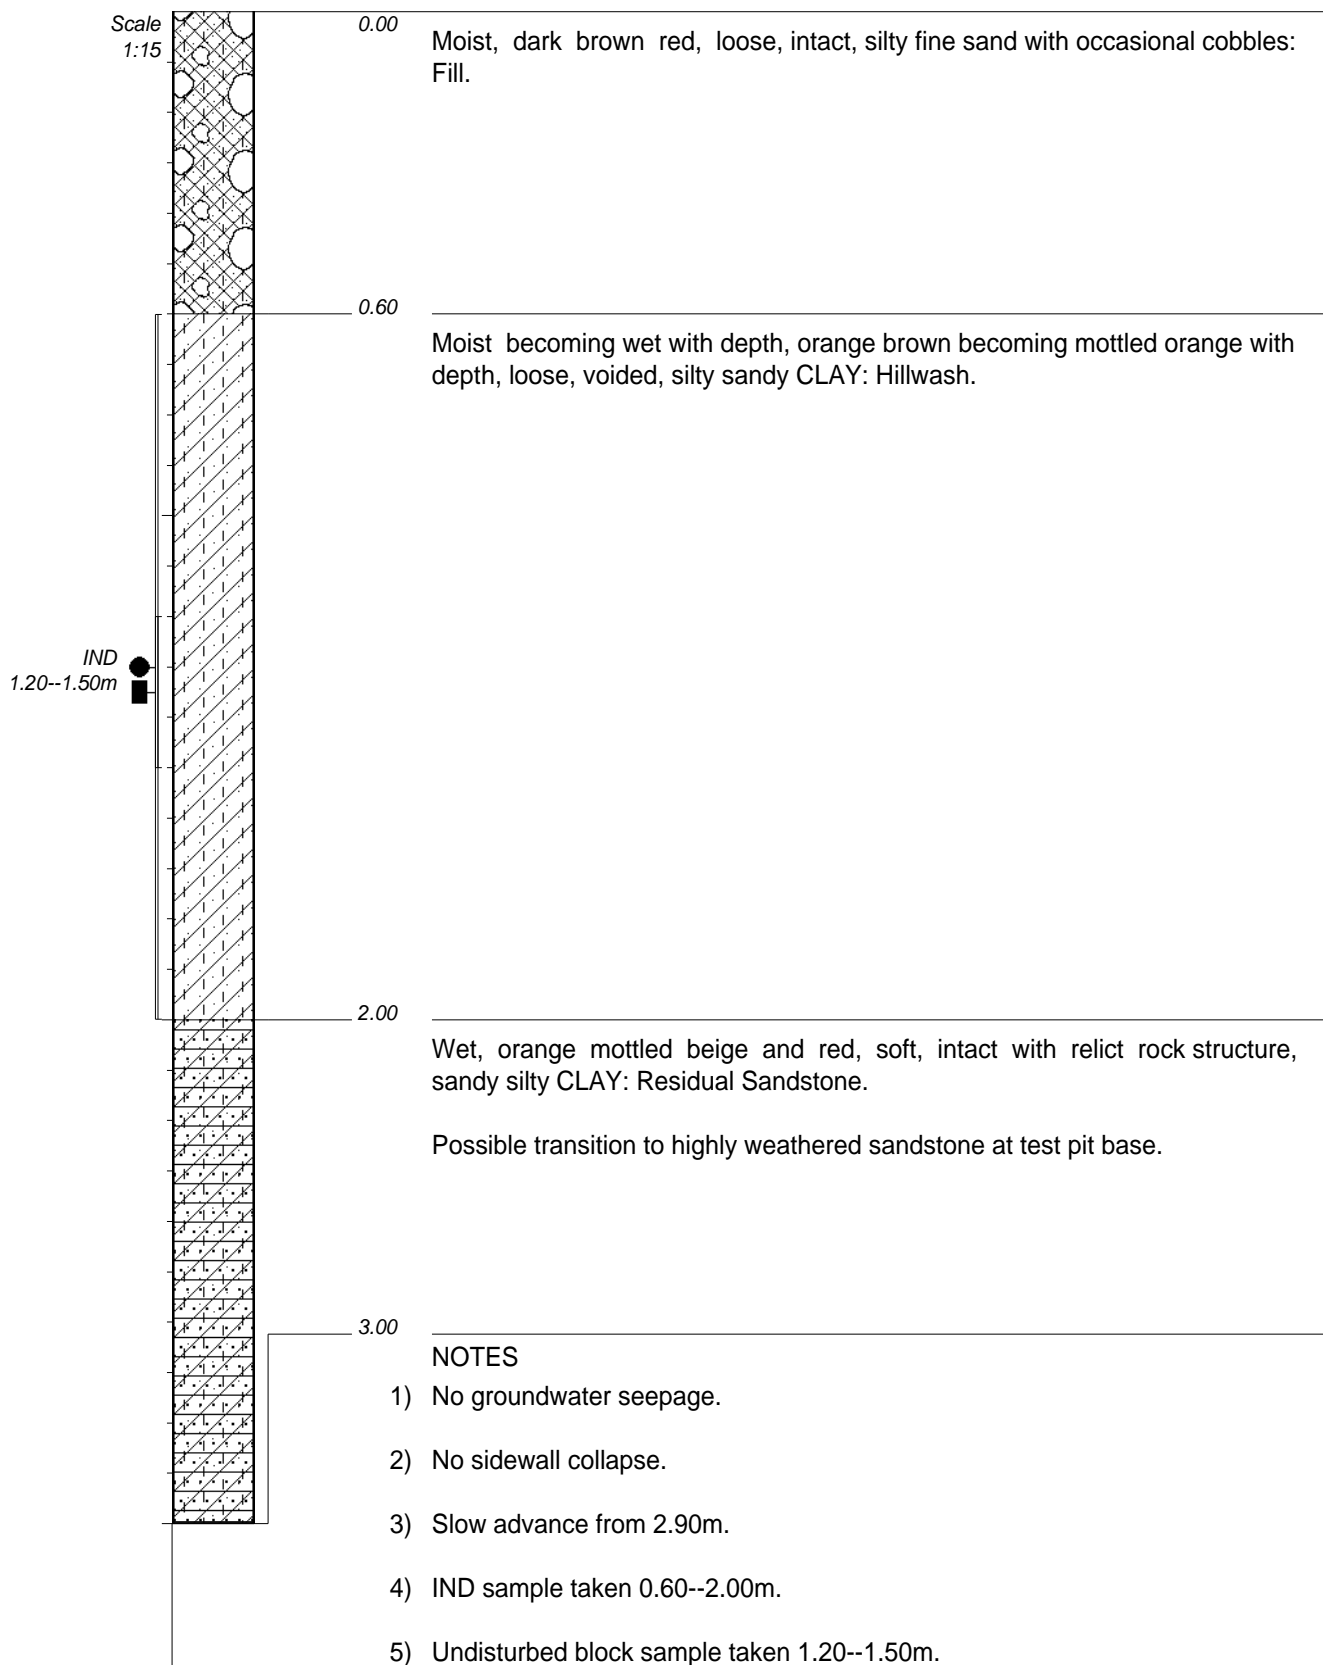 Scale
1:15
0.00
Moist, dark brown red, loose, intact, silty fine sand with occasional cobbles:
Fill.
0.60
Moist becoming wet with depth, orange brown becoming mottled orange with
depth, loose, voided, silty sandy CLAY: Hillwash.
IND
1.20--1.50m
2.00
Wet, orange mottled beige and red, soft, intact with relict rock structure,
sandy silty CLAY: Residual Sandstone.
Possible transition to highly weathered sandstone at test pit base.
3.00
NOTES
1) No groundwater seepage.
2) No sidewall collapse.
3) Slow advance from 2.90m.
4) IND sample taken 0.60--2.00m.
5) Undisturbed block sample taken 1.20--1.50m.